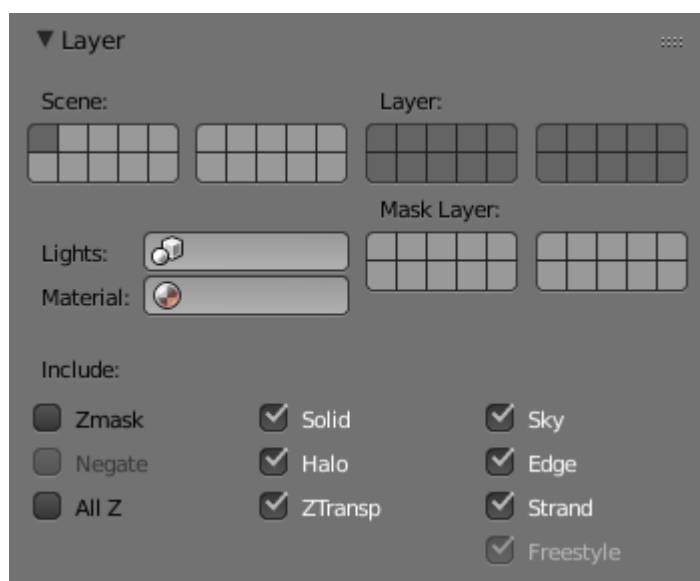 Layer
Scene:
Layer:
Mask Layer:
Lights:
Material:
Include:
Zmask
Solid
Sky
Negate
Halo
Edge
All Z
ZTransp
Strand
Freestyle